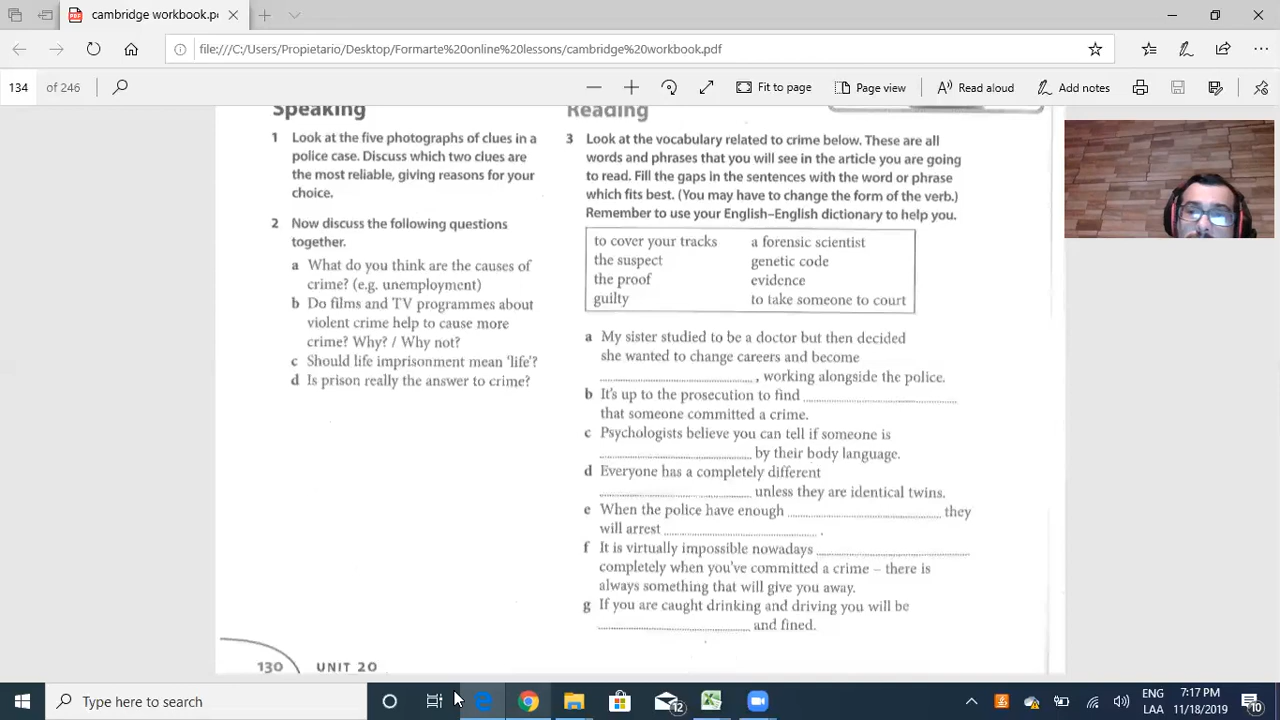 cambridge workbook.p
file:///C:/Users/Propietario/Desktop/Formarte%20online%20lessons/cambridge%20workbook.pdf
134
of 246
Fit to page
Page view
Read aloud
Add notes
Speaking
1 Look at the five photographs of clues in a
police case. Discuss which two clues are
the most reliable, giving reasons for your
choice.
2 Now discuss the following questions
together.
a What do you think are the causes of
crime? (e.g. unemployment)
b Do films and TV programmes about
violent crime help to cause more
crime? Why? / Why not?
c Should life imprisonment mean 'life'?
d Is prison really the answer to crime?
130 UNIT 20
Reading
3 Look at the vocabulary related to crime below. These are all
words and phrases that you will see in the article you are going
to read. Fill the gaps in the sentences with the word or phrase
which fits best. (You may have to change the form of the verb.)
Remember to use your English–English dictionary to help you.
to cover your tracks a forensic scientist
the suspect genetic code
the proof evidence
guilty to take someone to court
a My sister studied to be a doctor but then decided
she wanted to change careers and become
, working alongside the police.
b It's up to the prosecution to find
that someone committed a crime.
c Psychologists believe you can tell if someone is
by their body language.
d Everyone has a completely different
unless they are identical twins.
e When the police have enough they
will arrest .
f It is virtually impossible nowadays
completely when you've committed a crime – there is
always something that will give you away.
g If you are caught drinking and driving you will be
and fined.
Type here to search
12
ENG
LAA
7:17 PM
11/18/2019
10